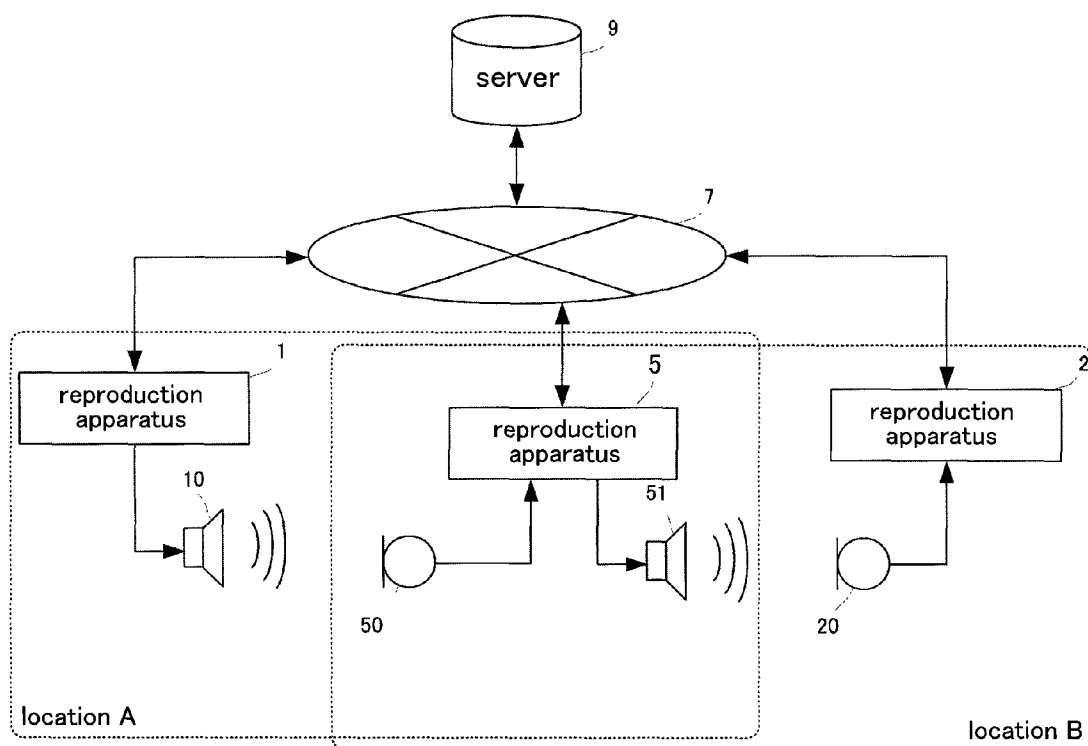 9
server
7
1
reproduction
apparatus
5
reproduction
apparatus
2
reproduction
apparatus
10
51
50
20
location A
location B